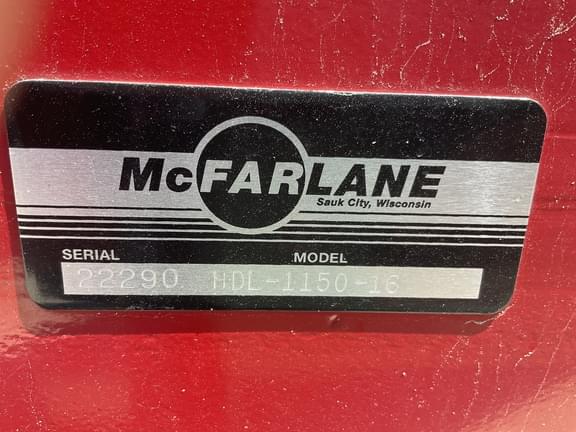 McFARLANE
Sauk City, Wisconsin
SERIAL MODEL
22290 HDL-1150-16